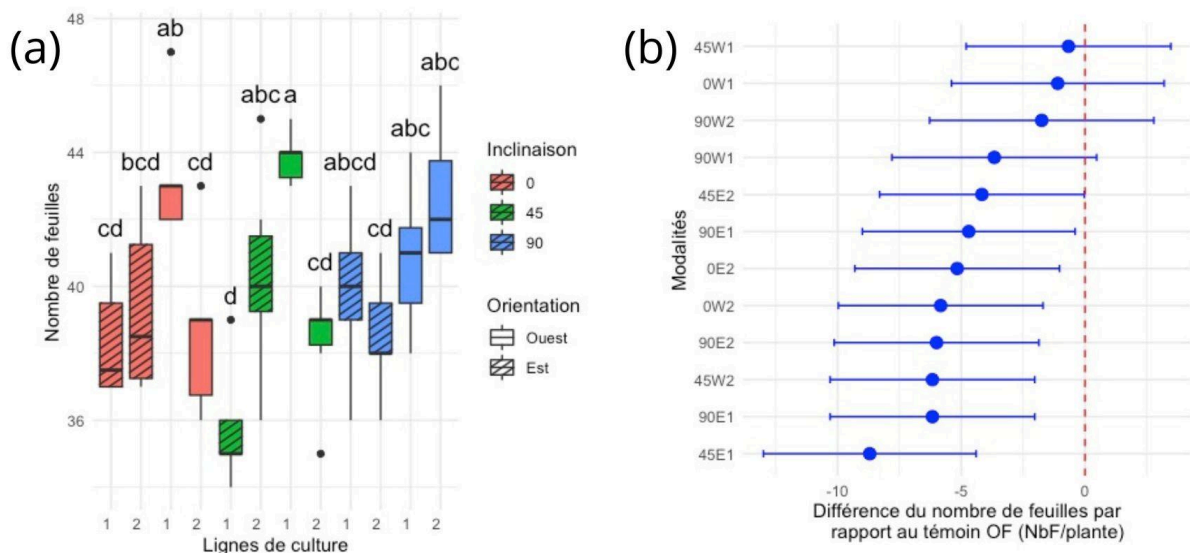 (a)
48
44
40
36
Nombre de feuilles
cd
bcd
ab
cd
d
abc
a
cd
abcd
cd
abc
abc
1 2 1 2 1 2 1 2 1 2 1 2
Lignes de culture
Inclinaison
0
45
90
Orientation
Ouest
Est
(b)
Modalités
45W1
0W1
90W2
90W1
45E2
90E1
0E2
0W2
90E2
45W2
90E1
45E1
-10 -5 0
Différence du nombre de feuilles par
rapport au témoin OF (NbF/plante)